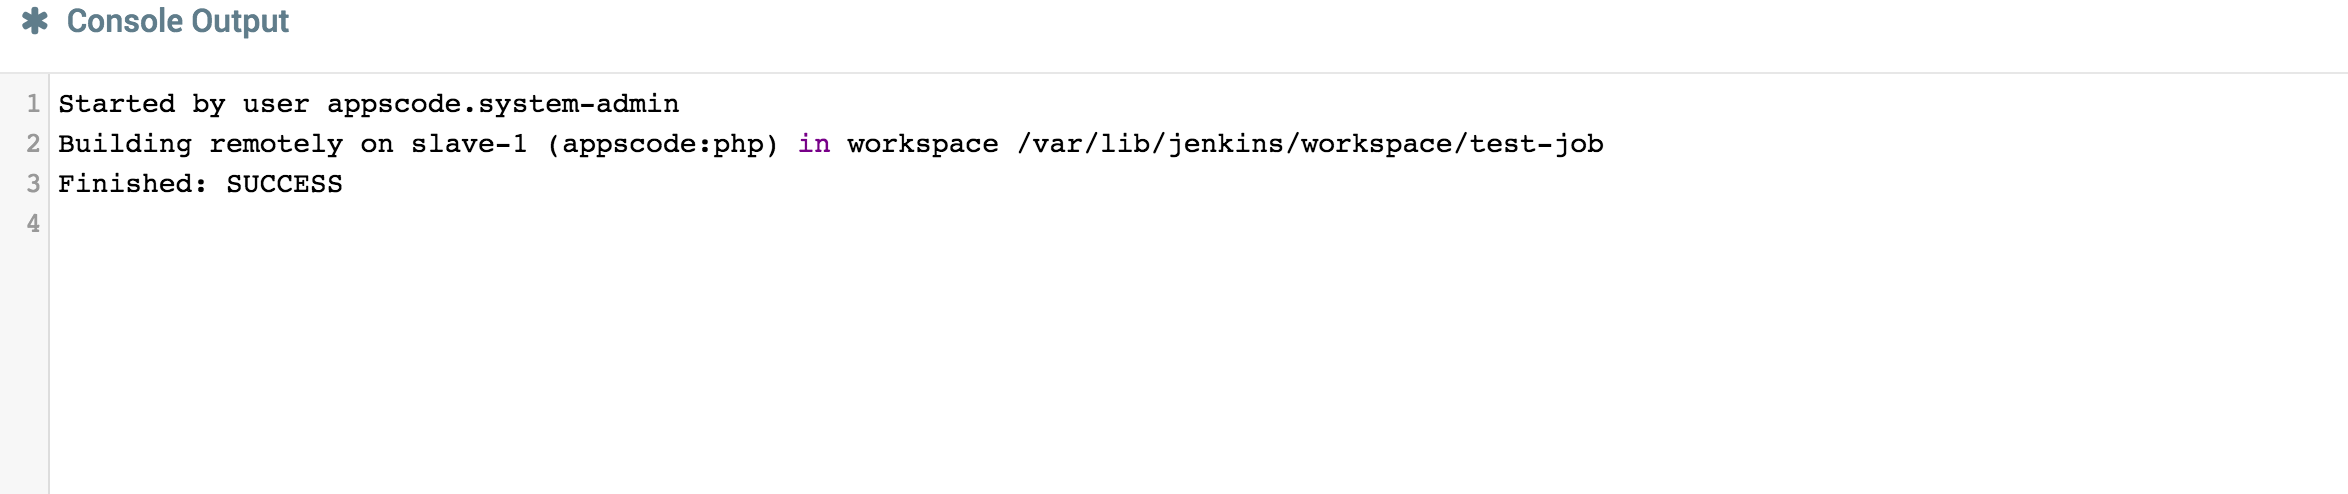 Console Output
1 Started by user appscode.system-admin
2 Building remotely on slave-1 (appscode:php) in workspace /var/lib/jenkins/workspace/test-job
3 Finished: SUCCESS
4